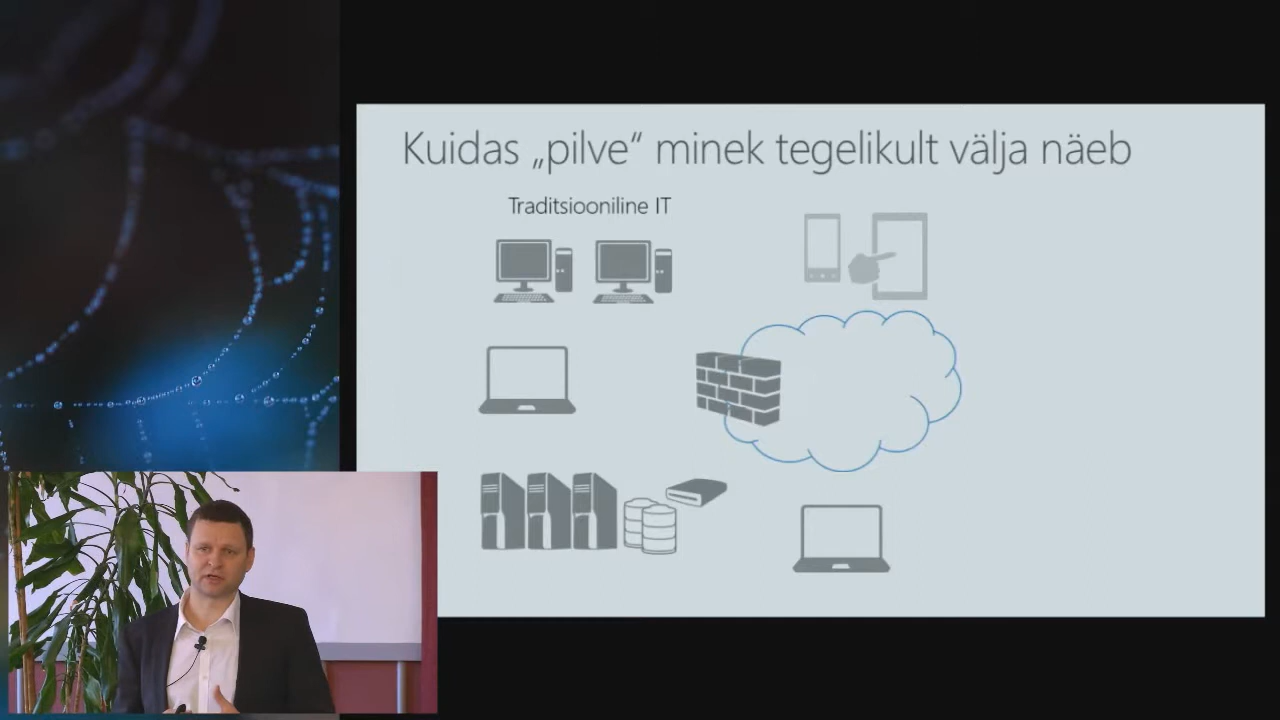 Kuidas „pilve“ minek tegelikult välja näeb
Traditsiooniline IT